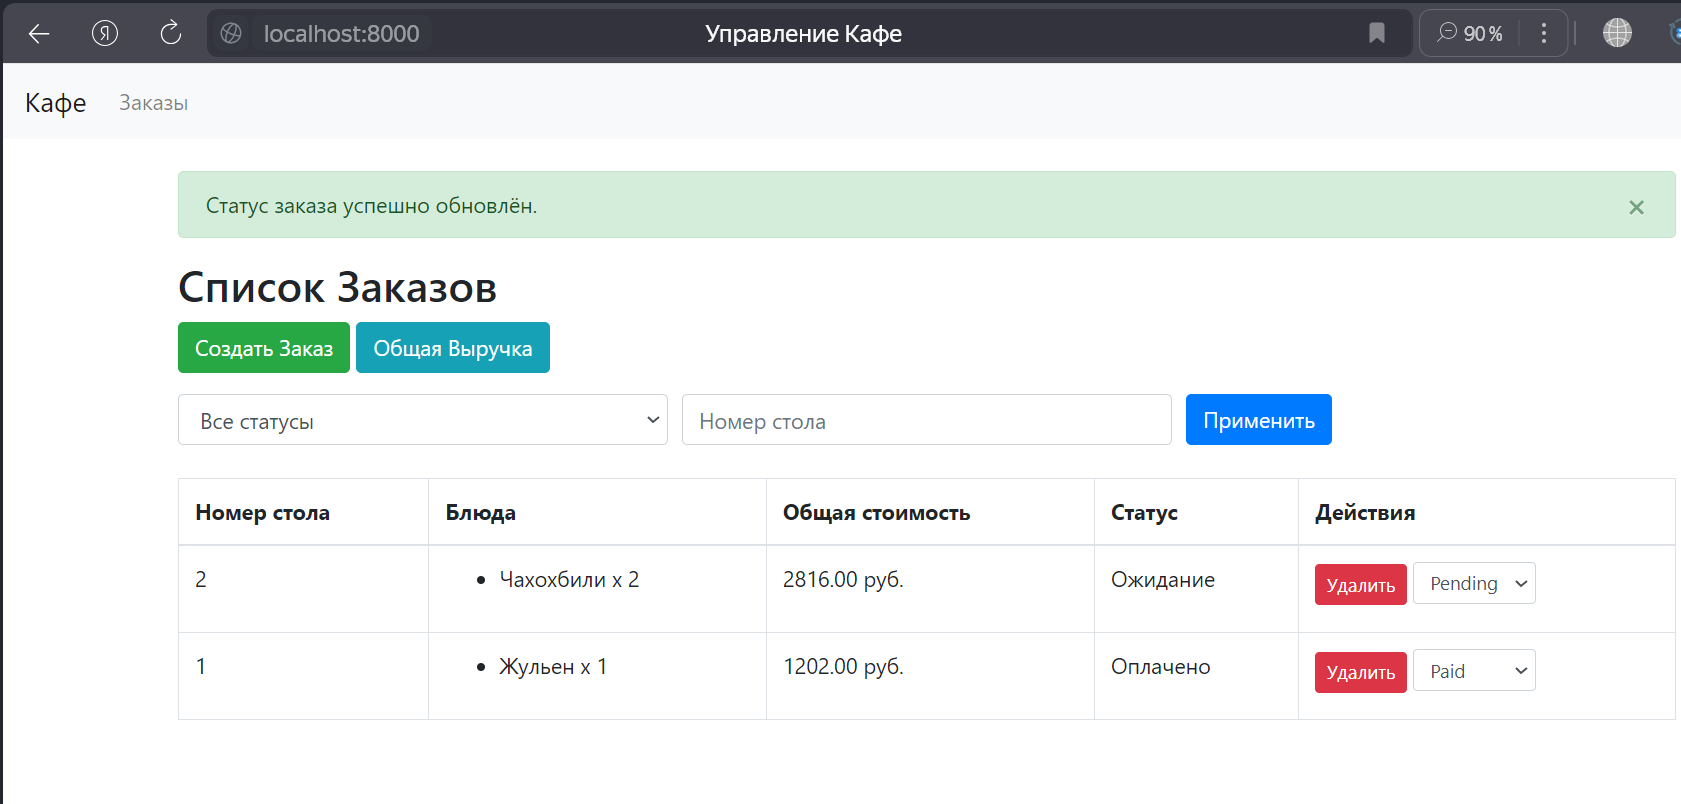 localhost:8000 Управление Кафе 90 %
Кафе Заказы
Статус заказа успешно обновлён. ×
Список Заказов
Создать Заказ Общая Выручка
Все статусы Номер стола Применить
Номер стола Блюда Общая стоимость Статус Действия
2 • Чахохбили x 2 2816.00 руб. Ожидание Удалить Pending
1 • Жульен x 1 1202.00 руб. Оплачено Удалить Paid